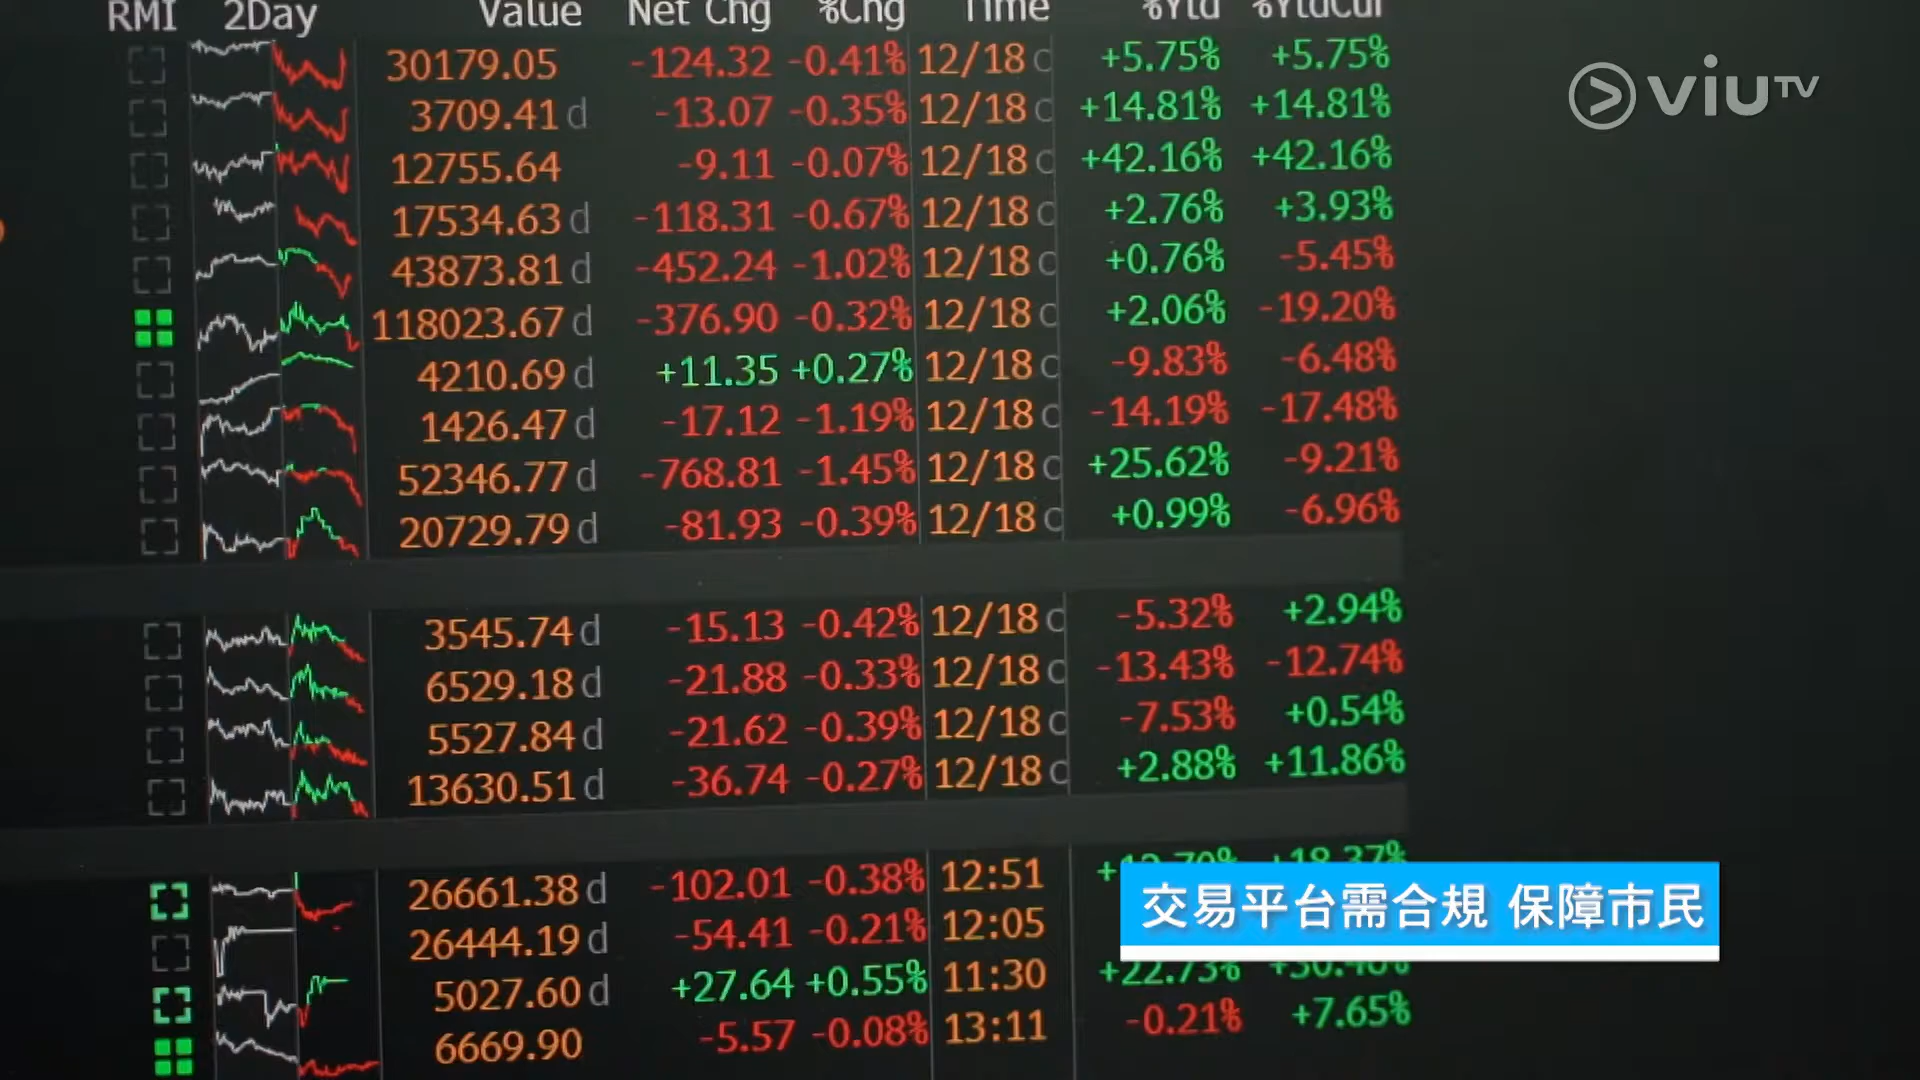 RMI 2Day Value Net Chg %Chg Time %Ytd %YtdCur
30179.05 -124.32 -0.41% 12/18 c +5.75% +5.75%
3709.41 d -13.07 -0.35% 12/18 c +14.81% +14.81%
12755.64 -9.11 -0.07% 12/18 c +42.16% +42.16%
17534.63 d -118.31 -0.67% 12/18 c +2.76% +3.93%
43873.81 d -452.24 -1.02% 12/18 c +0.76% -5.45%
118023.67 d -376.90 -0.32% 12/18 c +2.06% -19.20%
4210.69 d +11.35 +0.27% 12/18 c -9.83% -6.48%
1426.47 d -17.12 -1.19% 12/18 c -14.19% -17.48%
52346.77 d -768.81 -1.45% 12/18 c +25.62% -9.21%
20729.79 d -81.93 -0.39% 12/18 c +0.99% -6.96%
3545.74 d -15.13 -0.42% 12/18 c -5.32% +2.94%
6529.18 d -21.88 -0.33% 12/18 c -13.43% -12.74%
5527.84 d -21.62 -0.39% 12/18 c -7.53% +0.54%
13630.51 d -36.74 -0.27% 12/18 c +2.88% +11.86%
26661.38 d -102.01 -0.38% 12:51
26444.19 d -54.41 -0.21% 12:05
5027.60 d +27.64 +0.55% 11:30 +22.73%
6669.90 -5.57 -0.08% 13:11 -0.21% +7.65%
viuTV
交易平台需合規 保障市民